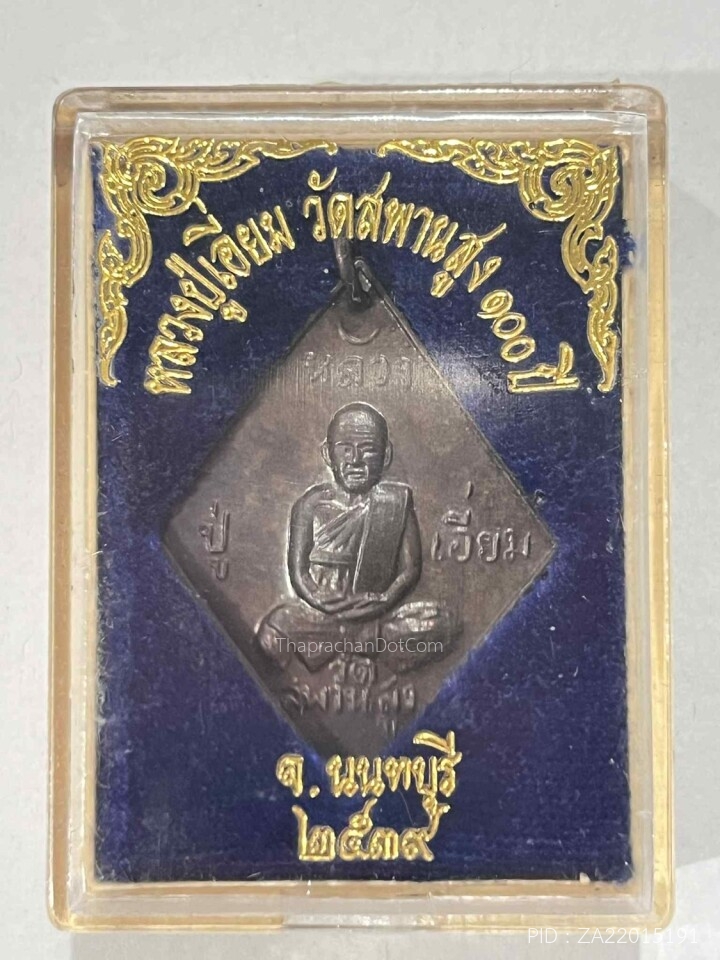 หลวงปู่เอี่ยม วัดสพานสูง ๑๐๐ ปี
หลวง
ปู่ เอี่ยม
ThaprachanDotCom
วัด
สพานสูง
จ. นนทบุรี
๒๕๓๙
PID : ZA22015191